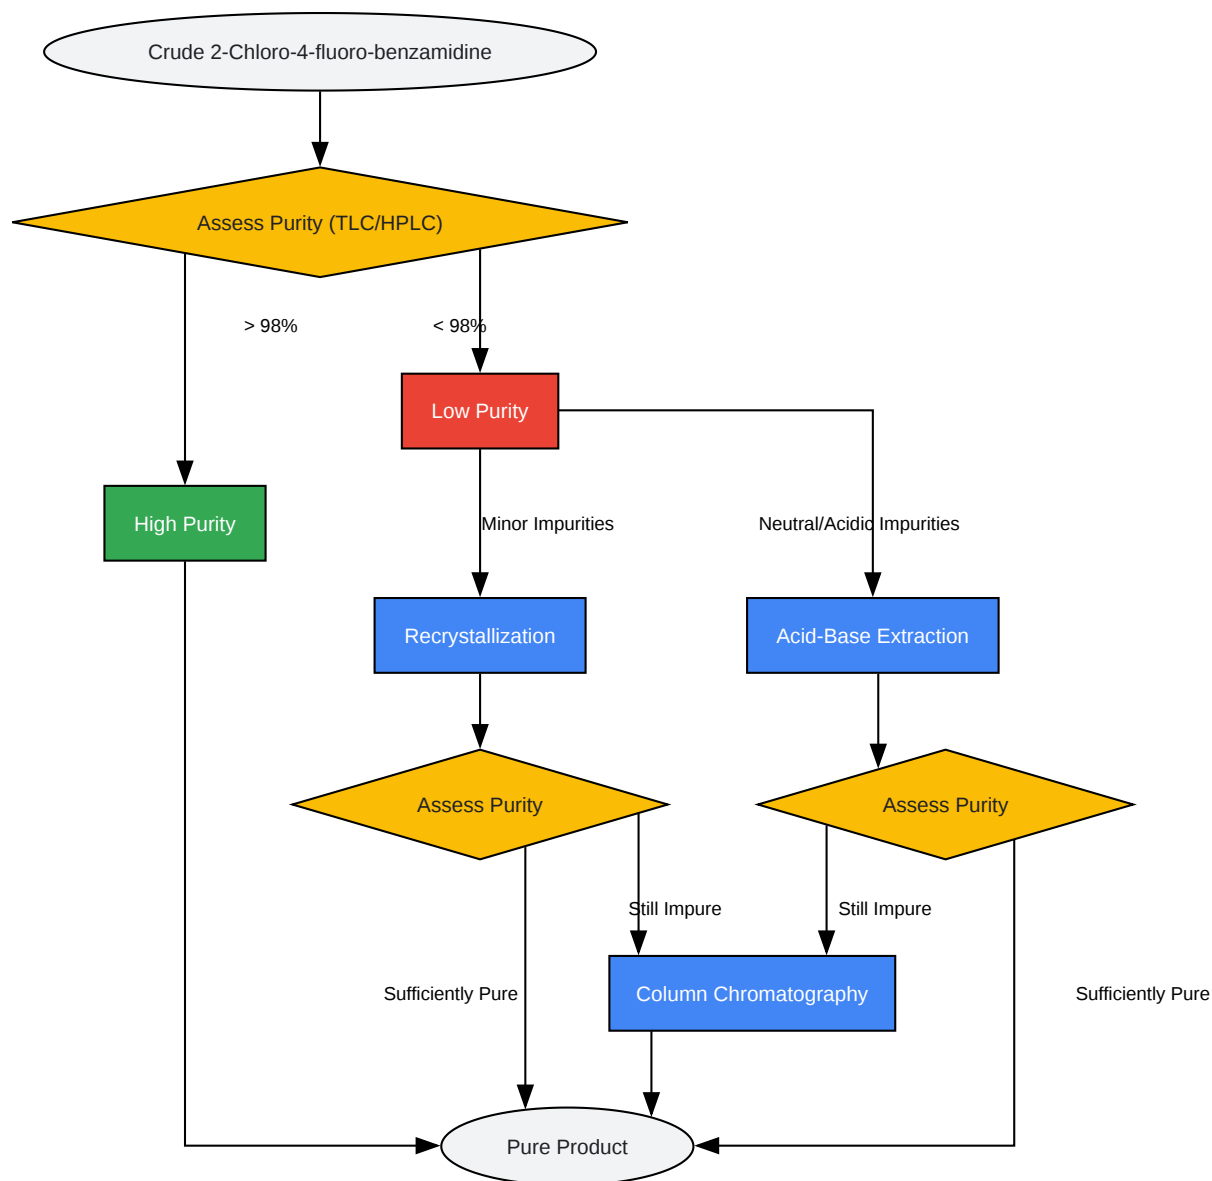 Crude 2-Chloro-4-fluoro-benzamidine
Assess Purity (TLC/HPLC)
> 98%
< 98%
Low Purity
High Purity
Minor Impurities
Neutral/Acidic Impurities
Recrystallization
Acid-Base Extraction
Assess Purity
Assess Purity
Still Impure
Still Impure
Sufficiently Pure
Column Chromatography
Sufficiently Pure
Pure Product